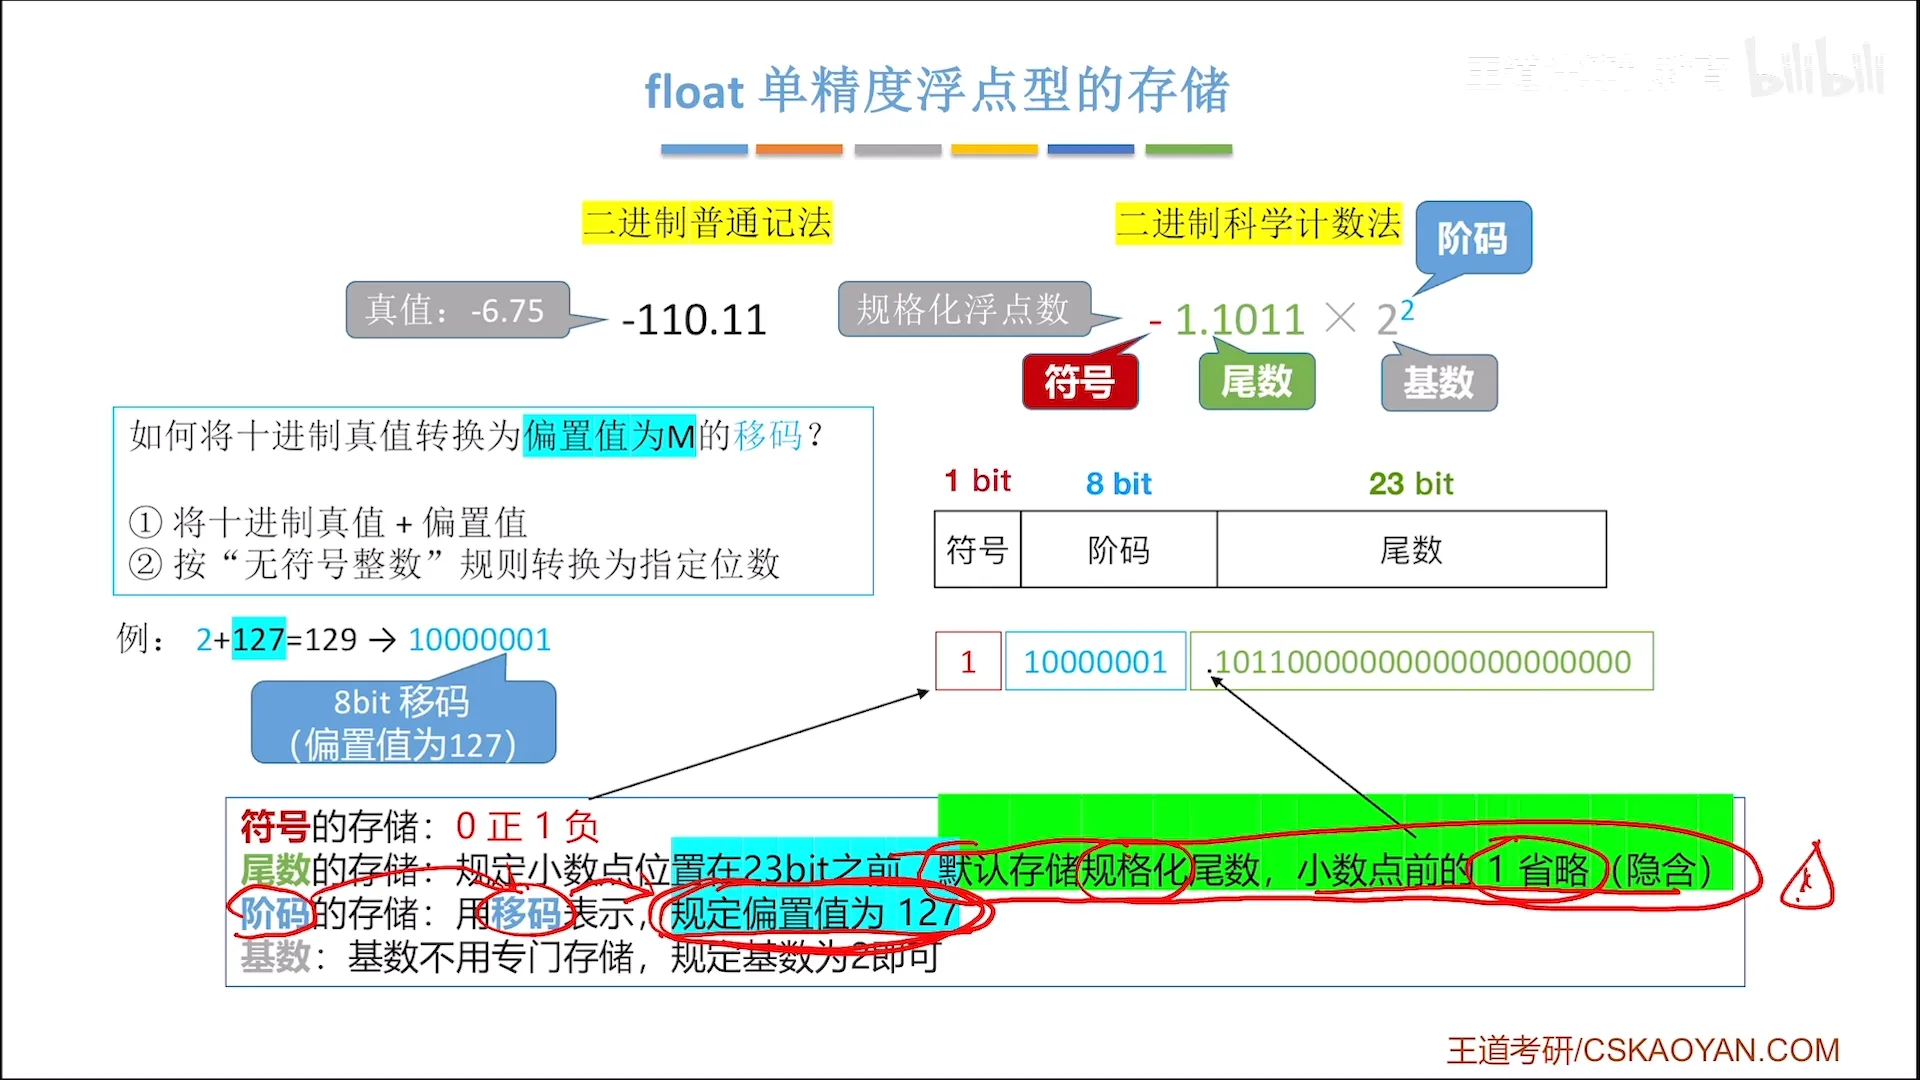 float 单精度浮点型的存储
bilibili
二进制普通记法
二进制科学计数法
阶码
真值：-6.75
-110.11
规格化浮点数
- 1.1011 × 2²
符号
尾数
基数
如何将十进制真值转换为偏置值为M的移码？
① 将十进制真值 + 偏置值
② 按“无符号整数”规则转换为指定位数
1 bit
8 bit
23 bit
符号
阶码
尾数
例： 2+127=129 → 10000001
8bit 移码
（偏置值为127）
1
10000001
.10110000000000000000000
符号的存储：0 正 1 负
尾数的存储：规定小数点位置在23bit之前，默认存储规格化尾数，小数点前的 1 省略（隐含）
阶码的存储：用移码表示，规定偏置值为 127
基数：基数不用专门存储，规定基数为2即可
王道考研/CSKAOYAN.COM